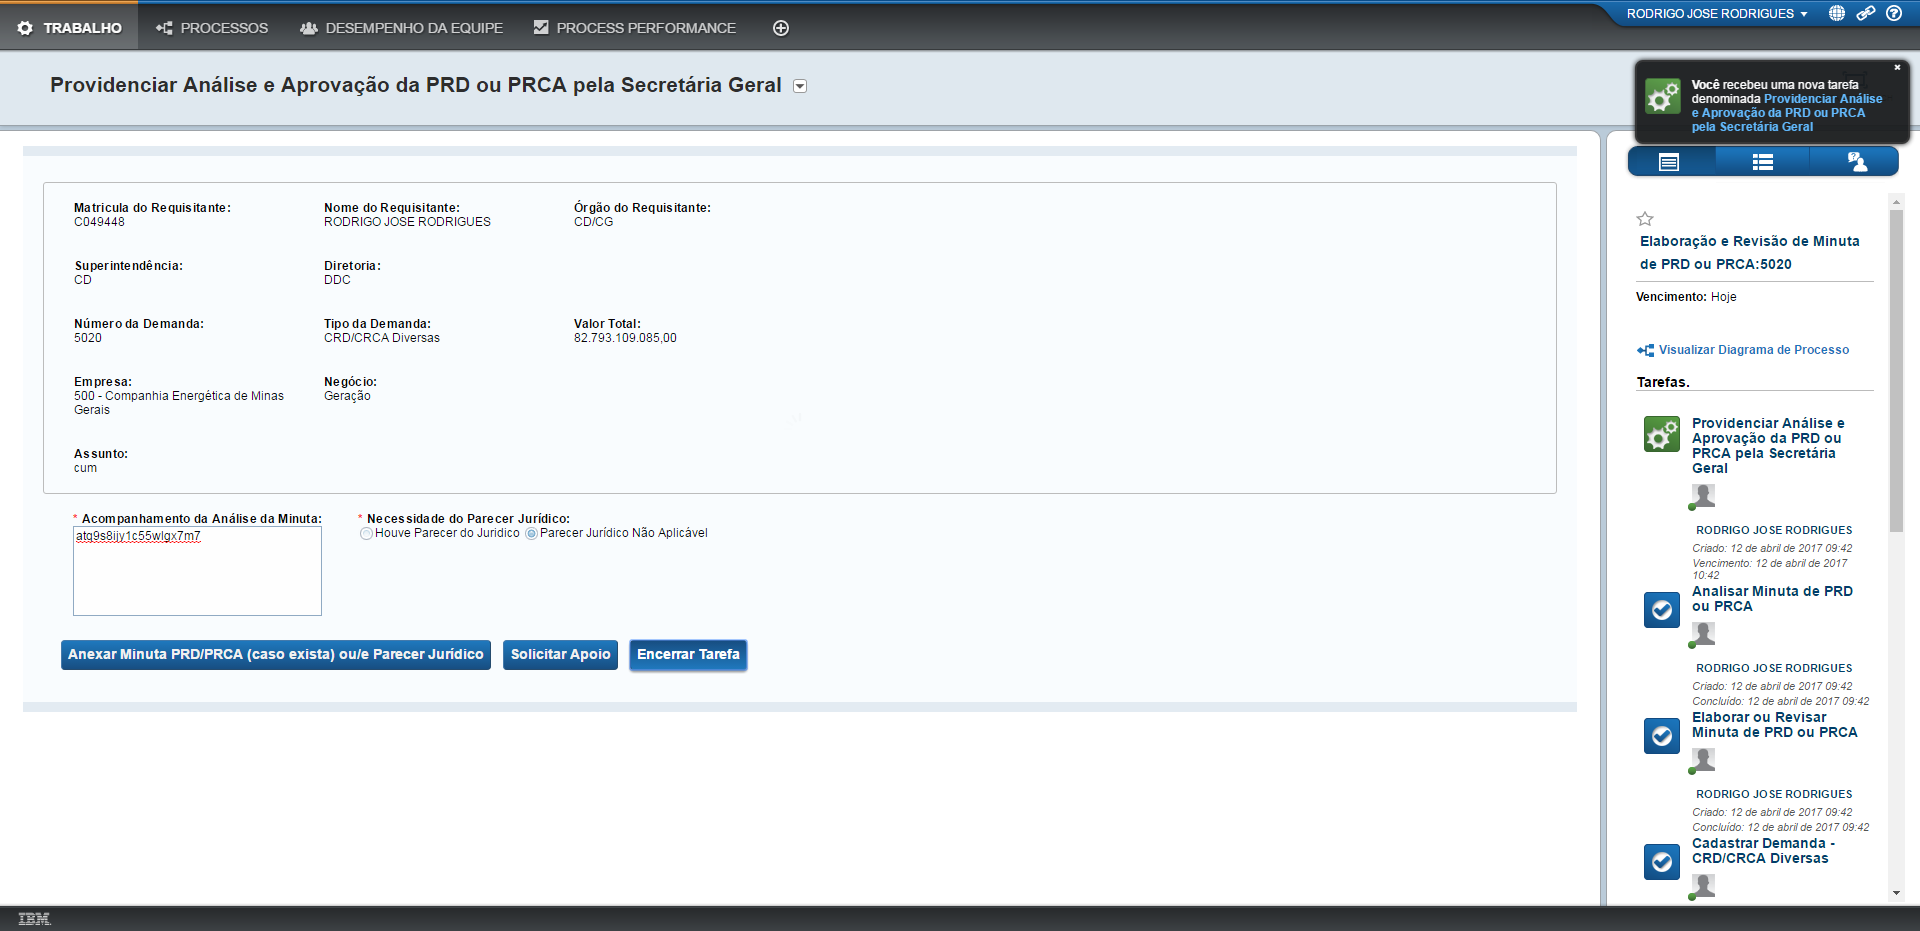 TRABALHO
PROCESSOS
DESEMPENHO DA EQUIPE
PROCESS PERFORMANCE
RODRIGO JOSE RODRIGUES
Providenciar Análise e Aprovação da PRD ou PRCA pela Secretária Geral
Você recebeu uma nova tarefa
denominada Providenciar Análise
e Aprovação da PRD ou PRCA
pela Secretária Geral
Matricula do Requisitante:
C049448
Nome do Requisitante:
RODRIGO JOSE RODRIGUES
Órgão do Requisitante:
CD/CG
Superintendência:
CD
Diretoria:
DDC
Número da Demanda:
5020
Tipo da Demanda:
CRD/CRCA Diversas
Valor Total:
82.793.109.085,00
Empresa:
500 - Companhia Energética de Minas
Gerais
Negócio:
Geração
Assunto:
cum
* Acompanhamento da Análise da Minuta:
atq9s8ijy1c55wlgx7m7
* Necessidade do Parecer Jurídico:
Houve Parecer do Juridico
Parecer Jurídico Não Aplicável
Anexar Minuta PRD/PRCA (caso exista) ou/e Parecer Jurídico
Solicitar Apoio
Encerrar Tarefa
Elaboração e Revisão de Minuta
de PRD ou PRCA:5020
Vencimento: Hoje
Visualizar Diagrama de Processo
Tarefas.
Providenciar Análise e
Aprovação da PRD ou
PRCA pela Secretária
Geral
RODRIGO JOSE RODRIGUES
Criado: 12 de abril de 2017 09:42
Vencimento: 12 de abril de 2017
10:42
Analisar Minuta de PRD
ou PRCA
RODRIGO JOSE RODRIGUES
Criado: 12 de abril de 2017 09:42
Concluído: 12 de abril de 2017 09:42
Elaborar ou Revisar
Minuta de PRD ou PRCA
RODRIGO JOSE RODRIGUES
Criado: 12 de abril de 2017 09:42
Concluído: 12 de abril de 2017 09:42
Cadastrar Demanda -
CRD/CRCA Diversas
IBM.